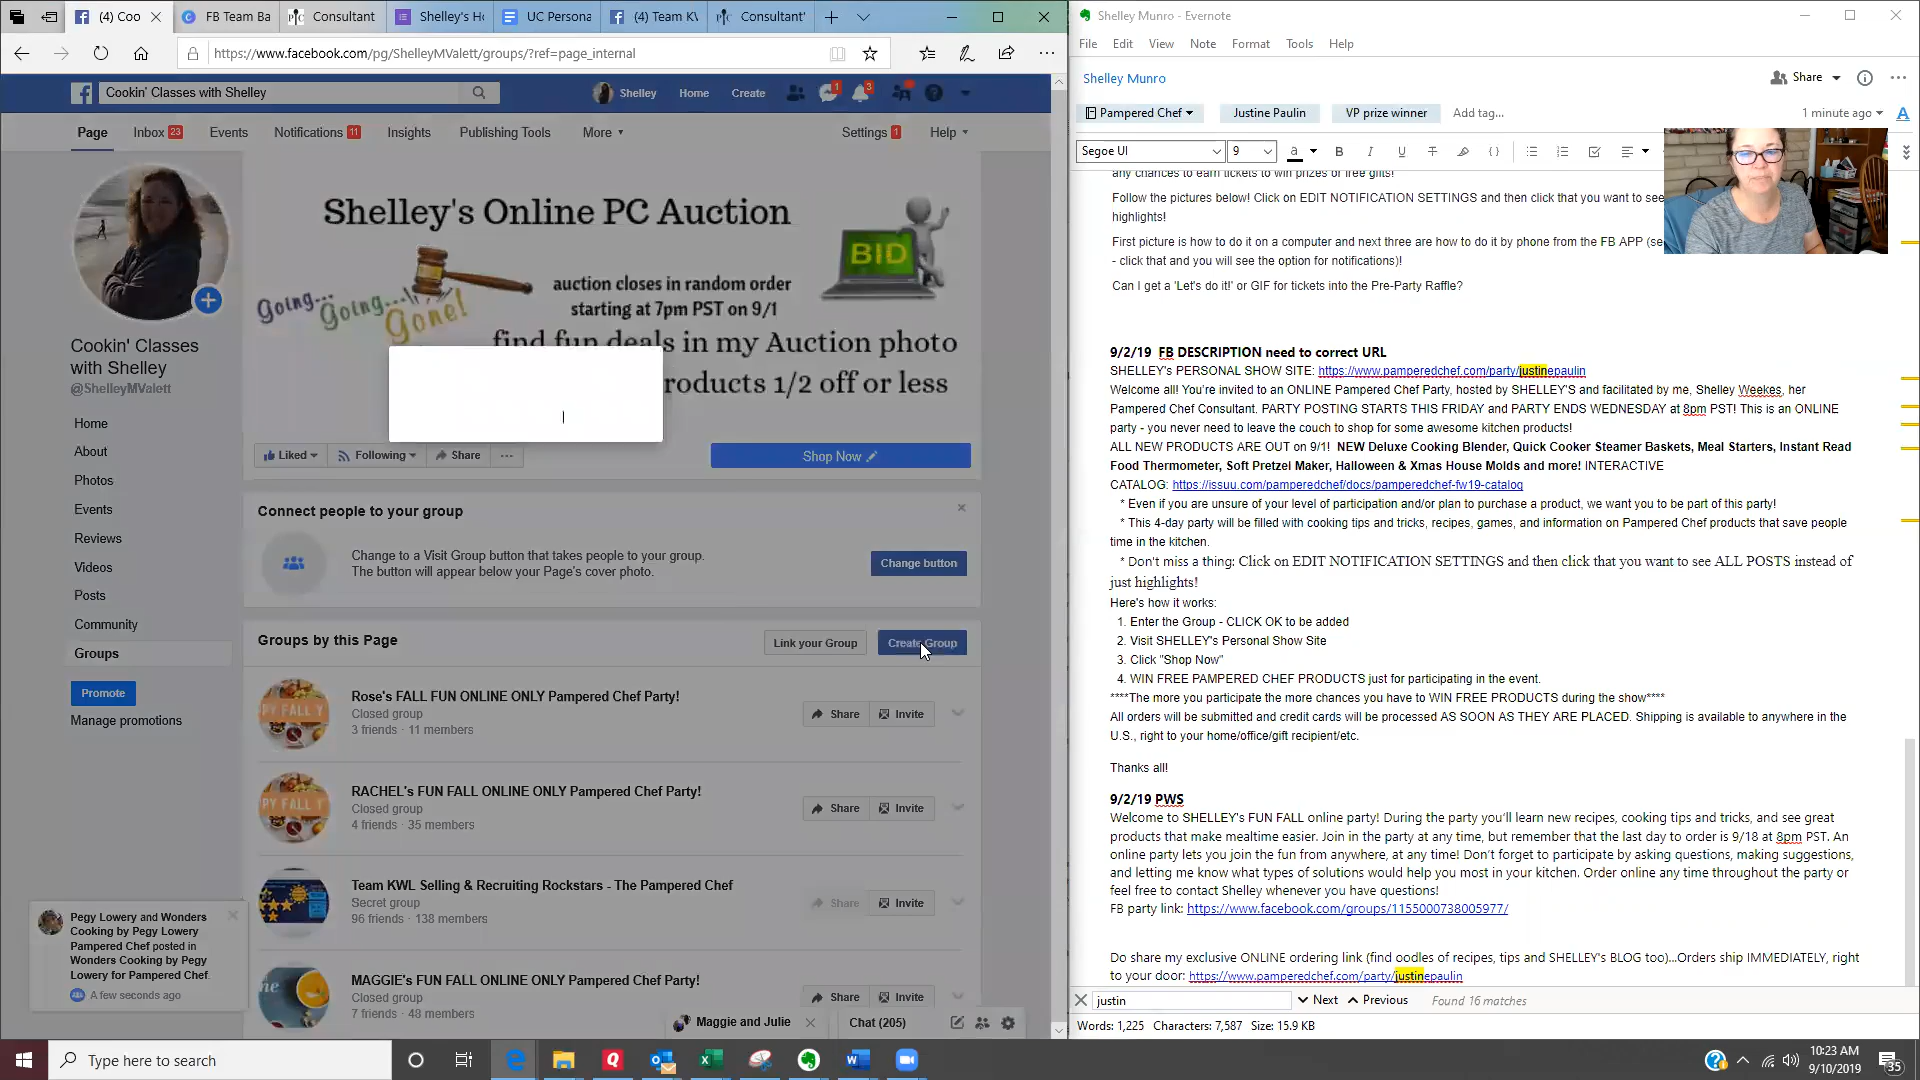 (4) Coo
FB Team Ba
Consultant
Shelley's Ho
UC Persona
(4) Team KV
Consultant'
https://www.facebook.com/pg/ShelleyMValett/groups/?ref=page_internal
Cookin' Classes with Shelley
Shelley
Home
Create
1
3
Page
Inbox 23
Events
Notifications 11
Insights
Publishing Tools
More
Settings 1
Help
Shelley's Online PC Auction
BID
Going... Going... Gone!
auction closes in random order
starting at 7pm PST on 9/1
find fun deals in my Auction photo
roducts 1/2 off or less
Cookin' Classes
with Shelley
@ShelleyMValett
Home
About
Photos
Events
Reviews
Videos
Posts
Community
Groups
Promote
Manage promotions
Liked
Following
Share
Shop Now
Connect people to your group
Change to a Visit Group button that takes people to your group.
The button will appear below your Page's cover photo.
Change button
Groups by this Page
Link your Group
Create Group
PY FALL Y
Rose's FALL FUN ONLINE ONLY Pampered Chef Party!
Closed group
3 friends · 11 members
Share
Invite
PY FALL Y
RACHEL's FUN FALL ONLINE ONLY Pampered Chef Party!
Closed group
4 friends · 35 members
Share
Invite
Team KWL Selling & Recruiting Rockstars - The Pampered Chef
Secret group
96 friends · 138 members
Share
Invite
MAGGIE's FUN FALL ONLINE ONLY Pampered Chef Party!
Closed group
7 friends · 48 members
Share
Invite
Pegy Lowery and Wonders
Cooking by Pegy Lowery
Pampered Chef posted in
Wonders Cooking by Pegy
Lowery for Pampered Chef.
A few seconds ago
Maggie and Julie
Chat (205)
Shelley Munro - Evernote
File
Edit
View
Note
Format
Tools
Help
Shelley Munro
Share
Pampered Chef
Justine Paulin
VP prize winner
Add tag...
1 minute ago
Segoe UI
9
any chances to earn tickets to win prizes or free gifts!
Follow the pictures below! Click on EDIT NOTIFICATION SETTINGS and then click that you want to see
highlights!
First picture is how to do it on a computer and next three are how to do it by phone from the FB APP (se
- click that and you will see the option for notifications)!
Can I get a 'Let's do it!' or GIF for tickets into the Pre-Party Raffle?
9/2/19 FB DESCRIPTION need to correct URL
SHELLEY's PERSONAL SHOW SITE: https://www.pamperedchef.com/party/justinepaulin
Welcome all! You're invited to an ONLINE Pampered Chef Party, hosted by SHELLEY'S and facilitated by me, Shelley Weekes, her
Pampered Chef Consultant. PARTY POSTING STARTS THIS FRIDAY and PARTY ENDS WEDNESDAY at 8pm PST! This is an ONLINE
party - you never need to leave the couch to shop for some awesome kitchen products!
ALL NEW PRODUCTS ARE OUT on 9/1! NEW Deluxe Cooking Blender, Quick Cooker Steamer Baskets, Meal Starters, Instant Read
Food Thermometer, Soft Pretzel Maker, Halloween & Xmas House Molds and more! INTERACTIVE
CATALOG: https://issuu.com/pamperedchef/docs/pamperedchef-fw19-catalog
* Even if you are unsure of your level of participation and/or plan to purchase a product, we want you to be part of this party!
* This 4-day party will be filled with cooking tips and tricks, recipes, games, and information on Pampered Chef products that save people
time in the kitchen.
* Don't miss a thing: Click on EDIT NOTIFICATION SETTINGS and then click that you want to see ALL POSTS instead of
just highlights!
Here's how it works:
1. Enter the Group - CLICK OK to be added
2. Visit SHELLEY's Personal Show Site
3. Click "Shop Now"
4. WIN FREE PAMPERED CHEF PRODUCTS just for participating in the event.
****The more you participate the more chances you have to WIN FREE PRODUCTS during the show****
All orders will be submitted and credit cards will be processed AS SOON AS THEY ARE PLACED. Shipping is available to anywhere in the
U.S., right to your home/office/gift recipient/etc.
Thanks all!
9/2/19 PWS
Welcome to SHELLEY's FUN FALL online party! During the party you'll learn new recipes, cooking tips and tricks, and see great
products that make mealtime easier. Join in the party at any time, but remember that the last day to order is 9/18 at 8pm PST. An
online party lets you join the fun from anywhere, at any time! Don't forget to participate by asking questions, making suggestions,
and letting me know what types of solutions would help you most in your kitchen. Order online any time throughout the party or
feel free to contact Shelley whenever you have questions!
FB party link: https://www.facebook.com/groups/1155000738005977/
Do share my exclusive ONLINE ordering link (find oodles of recipes, tips and SHELLEY's BLOG too)...Orders ship IMMEDIATELY, right
to your door: https://www.pamperedchef.com/party/justinepaulin
justin
Next
Previous
Found 16 matches
Words: 1,225 Characters: 7,587 Size: 15.9 KB
Type here to search
10:23 AM
9/10/2019
35